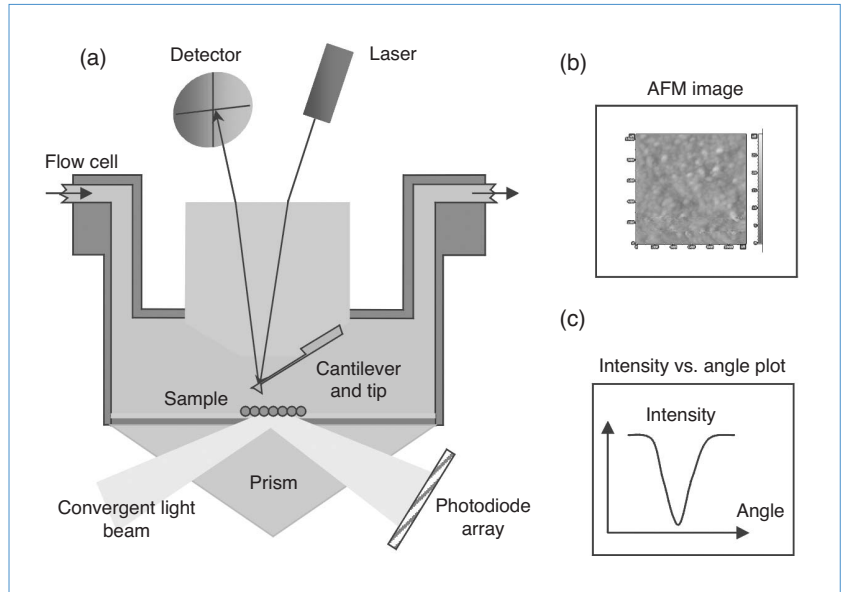 (a)
Detector
Laser
Flow cell
Sample
Cantilever
and tip
Prism
Convergent light
beam
Photodiode
array
(b)
AFM image
(c)
Intensity vs. angle plot
Intensity
Angle